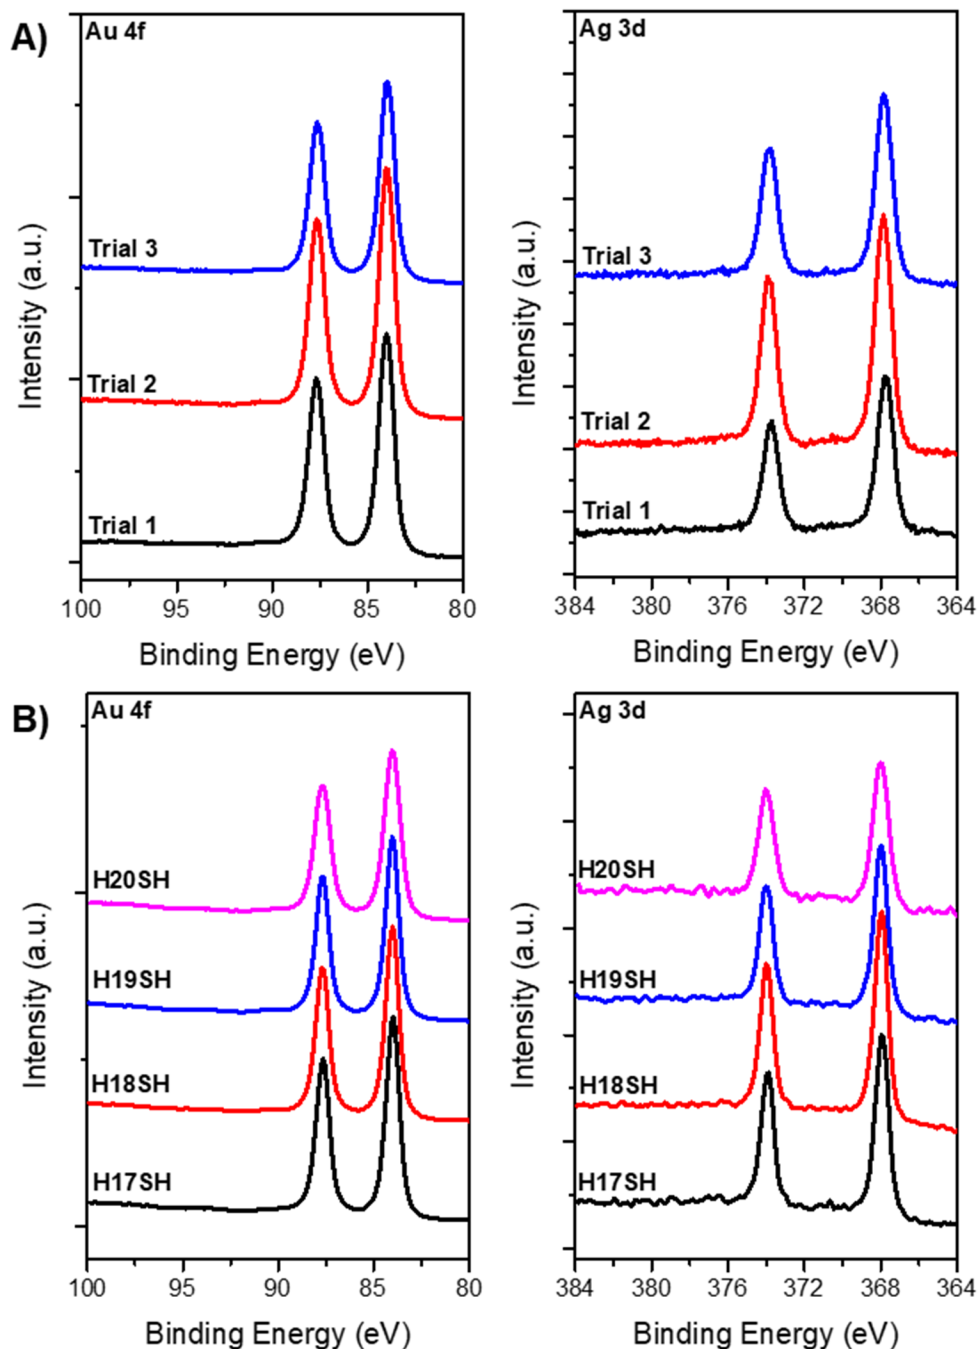 A)
Au 4f
Trial 3
Trial 2
Trial 1
Intensity (a.u.)
100 95 90 85 80
Binding Energy (eV)
Ag 3d
Trial 3
Trial 2
Trial 1
Intensity (a.u.)
384 380 376 372 368 364
Binding Energy (eV)
B)
Au 4f
H20SH
H19SH
H18SH
H17SH
Intensity (a.u.)
100 95 90 85 80
Binding Energy (eV)
Ag 3d
H20SH
H19SH
H18SH
H17SH
Intensity (a.u.)
384 380 376 372 368 364
Binding Energy (eV)